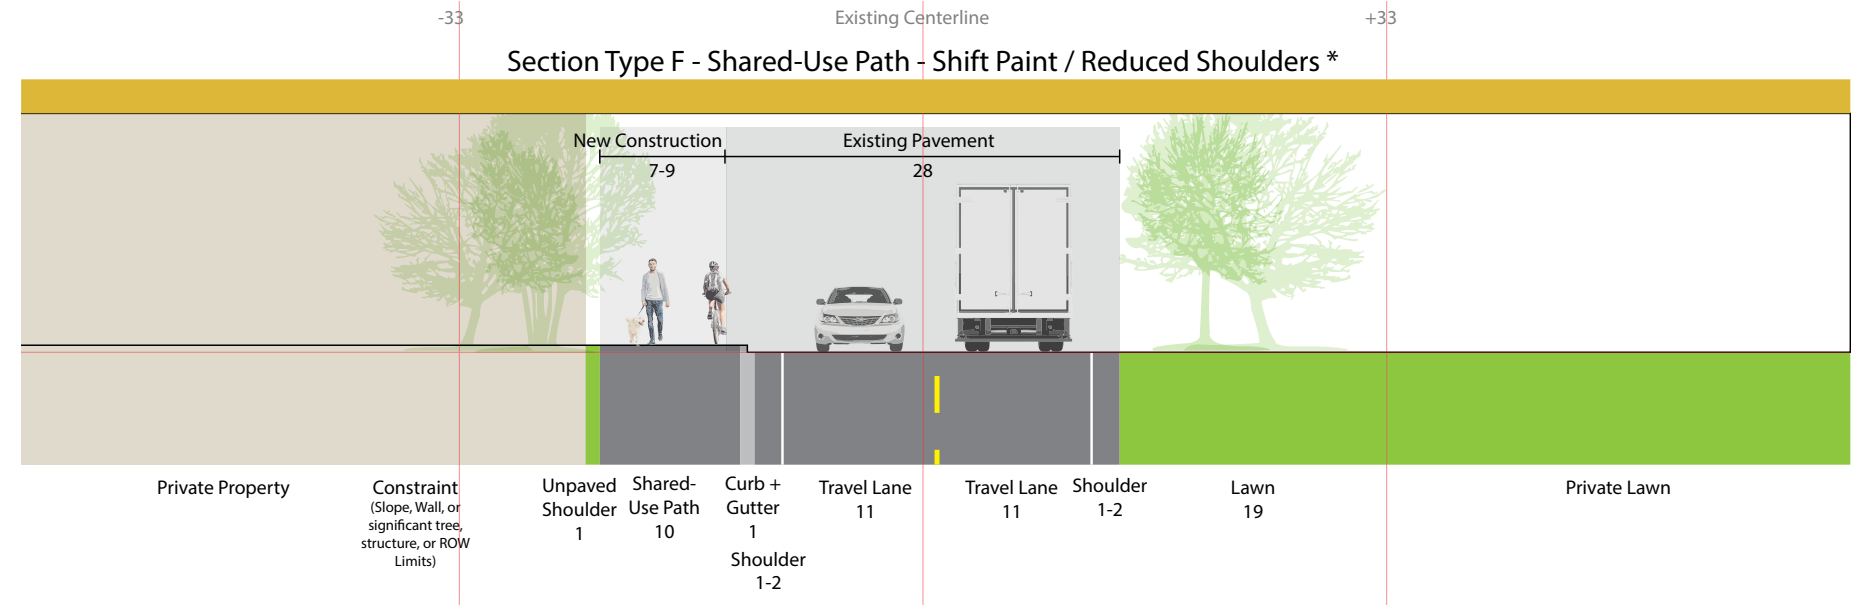 -33
Existing Centerline
+33
Section Type F - Shared-Use Path - Shift Paint / Reduced Shoulders *
New Construction
7-9
Existing Pavement
28
Private Property
Constraint
(Slope, Wall, or
significant tree,
structure, or ROW
Limits)
Unpaved
Shoulder
1
Shared-
Use Path
10
Curb +
Gutter
1
Shoulder
1-2
Travel Lane
11
Travel Lane
11
Shoulder
1-2
Lawn
19
Private Lawn